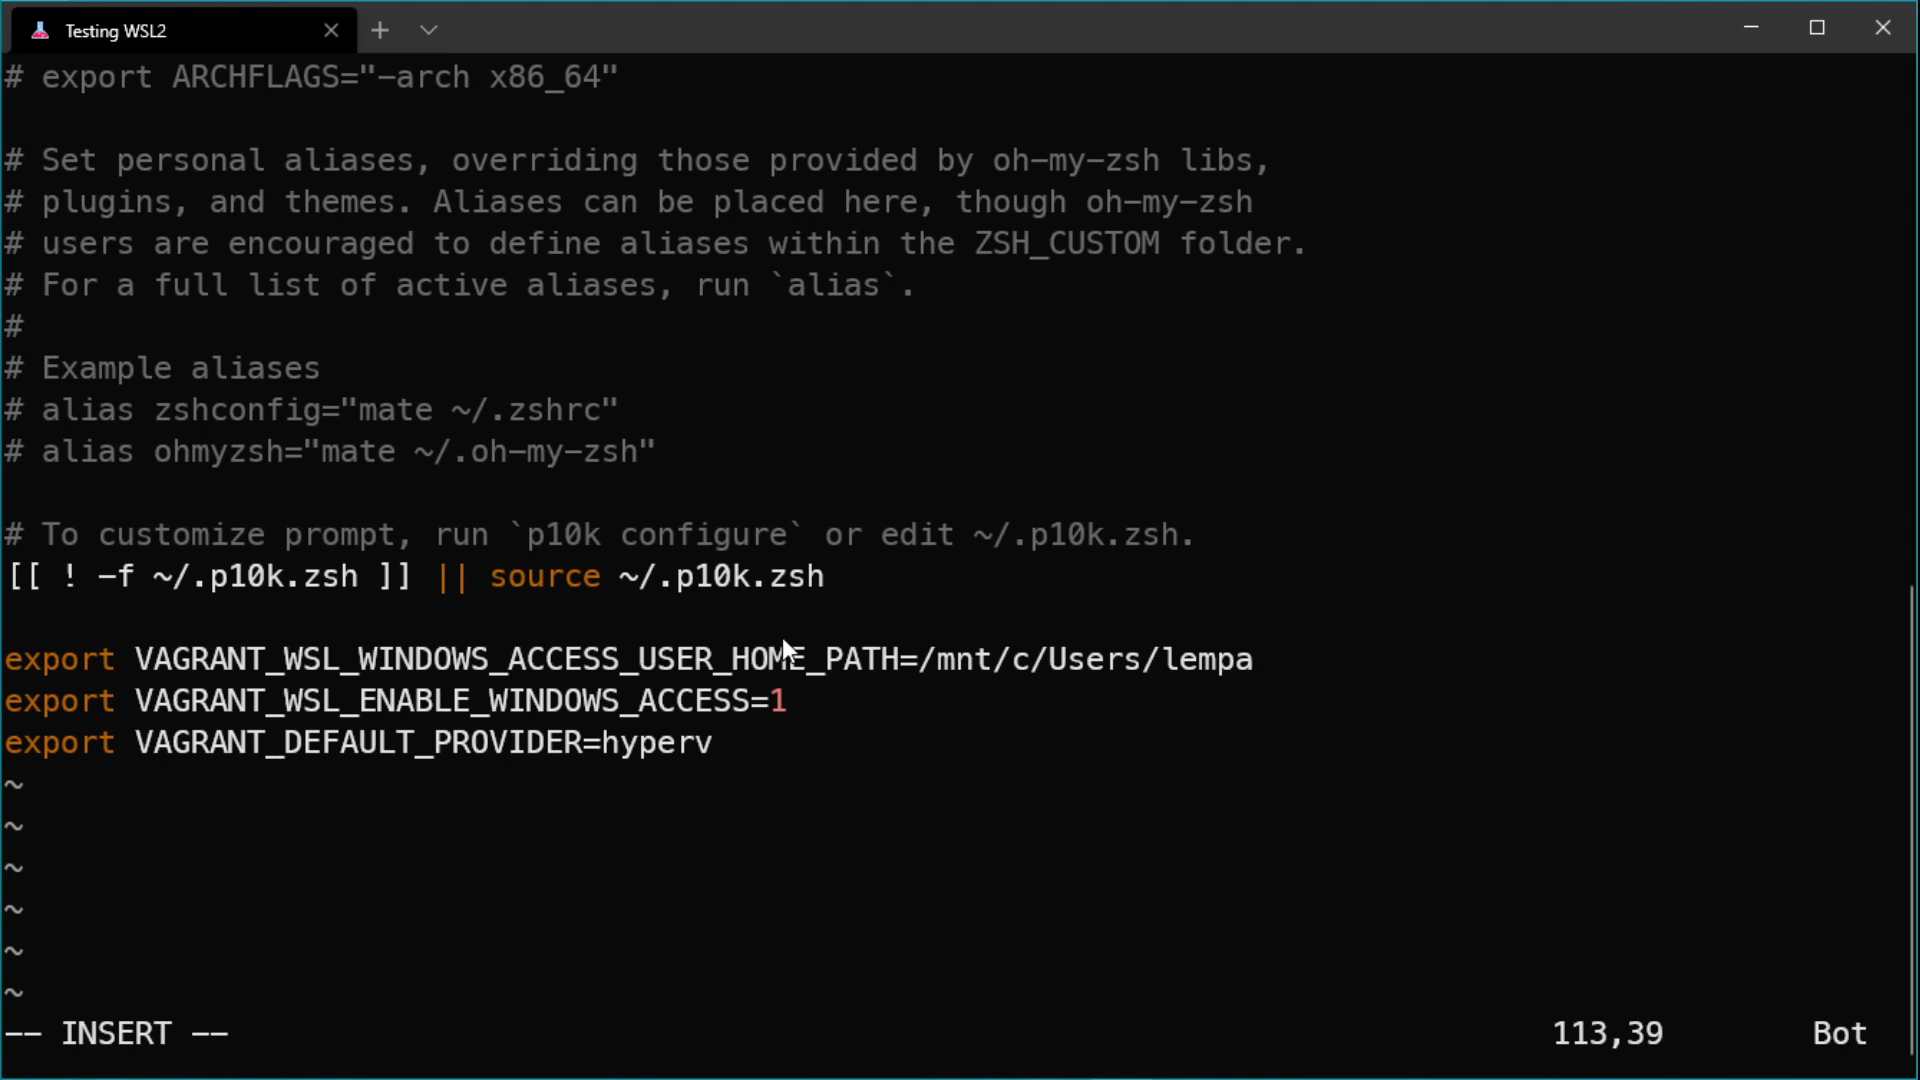 Testing WSL2
# export ARCHFLAGS="-arch x86_64"
# Set personal aliases, overriding those provided by oh-my-zsh libs,
# plugins, and themes. Aliases can be placed here, though oh-my-zsh
# users are encouraged to define aliases within the ZSH_CUSTOM folder.
# For a full list of active aliases, run `alias`.
#
# Example aliases
# alias zshconfig="mate ~/.zshrc"
# alias ohmyzsh="mate ~/.oh-my-zsh"
# To customize prompt, run `p10k configure` or edit ~/.p10k.zsh.
[[ ! -f ~/.p10k.zsh ]] || source ~/.p10k.zsh
export VAGRANT_WSL_WINDOWS_ACCESS_USER_HOME_PATH=/mnt/c/Users/lempa
export VAGRANT_WSL_ENABLE_WINDOWS_ACCESS=1
export VAGRANT_DEFAULT_PROVIDER=hyperv
~
~
~
~
~
~
-- INSERT -- 113,39 Bot